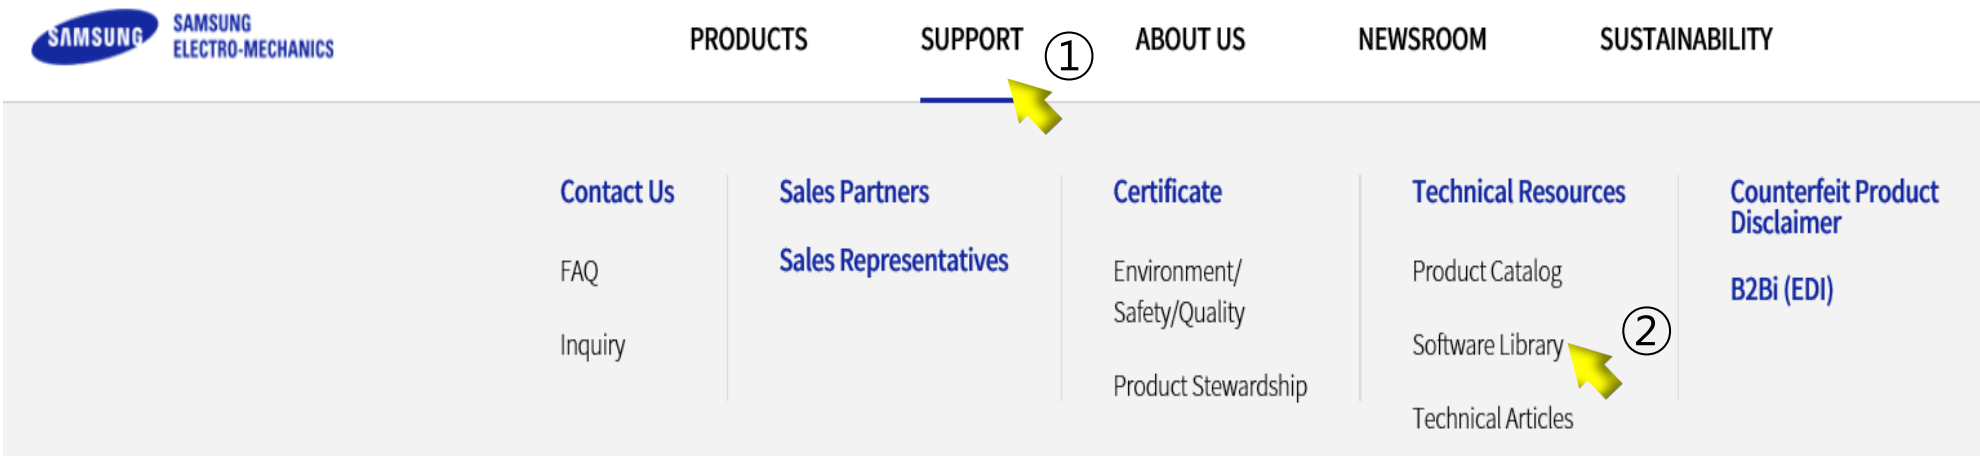 SAMSUNG
SAMSUNG
ELECTRO-MECHANICS
PRODUCTS
SUPPORT
①
ABOUT US
NEWSROOM
SUSTAINABILITY
Contact Us
FAQ
Inquiry
Sales Partners
Sales Representatives
Certificate
Environment/
Safety/Quality
Product Stewardship
Technical Resources
Product Catalog
Software Library
②
Technical Articles
Counterfeit Product
Disclaimer
B2Bi (EDI)